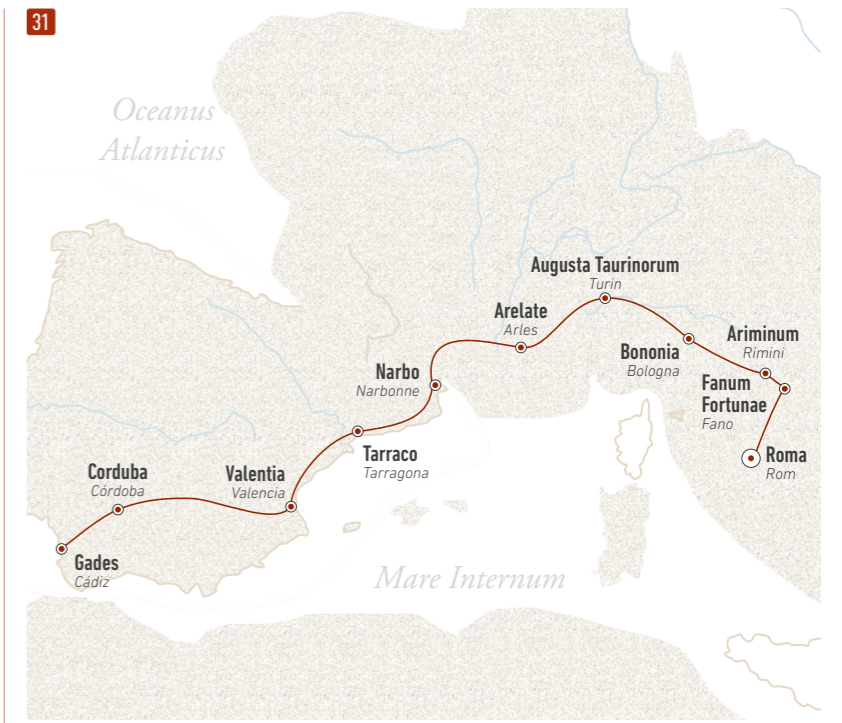 31
Oceanus
Atlanticus
Augusta Taurinorum
Turin
Arelate
Arles
Ariminum
Rimini
Bononia
Bologna
Narbo
Narbonne
Fanum
Fortunae
Fano
Tarraco
Tarragona
Roma
Rom
Corduba
Córdoba
Valentia
Valencia
Gades
Cádiz
Mare Internum